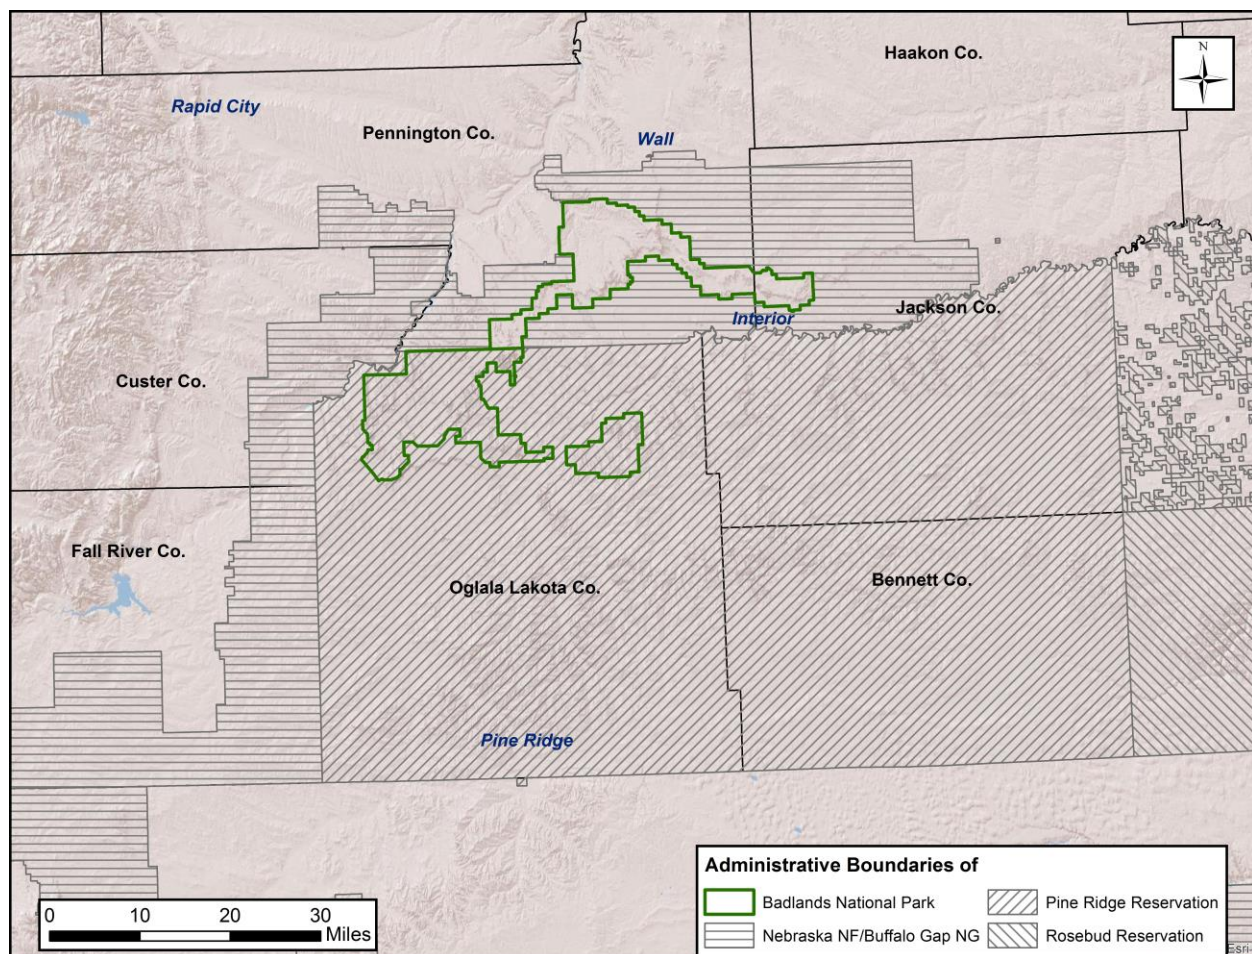 Haakon Co.
N
Rapid City
Pennington Co.
Wall
Interior
Jackson Co.
Custer Co.
Fall River Co.
Oglala Lakota Co.
Bennett Co.
Pine Ridge
Administrative Boundaries of
Badlands National Park
Pine Ridge Reservation
Nebraska NF/Buffalo Gap NG
Rosebud Reservation
0 10 20 30
Miles
Esri